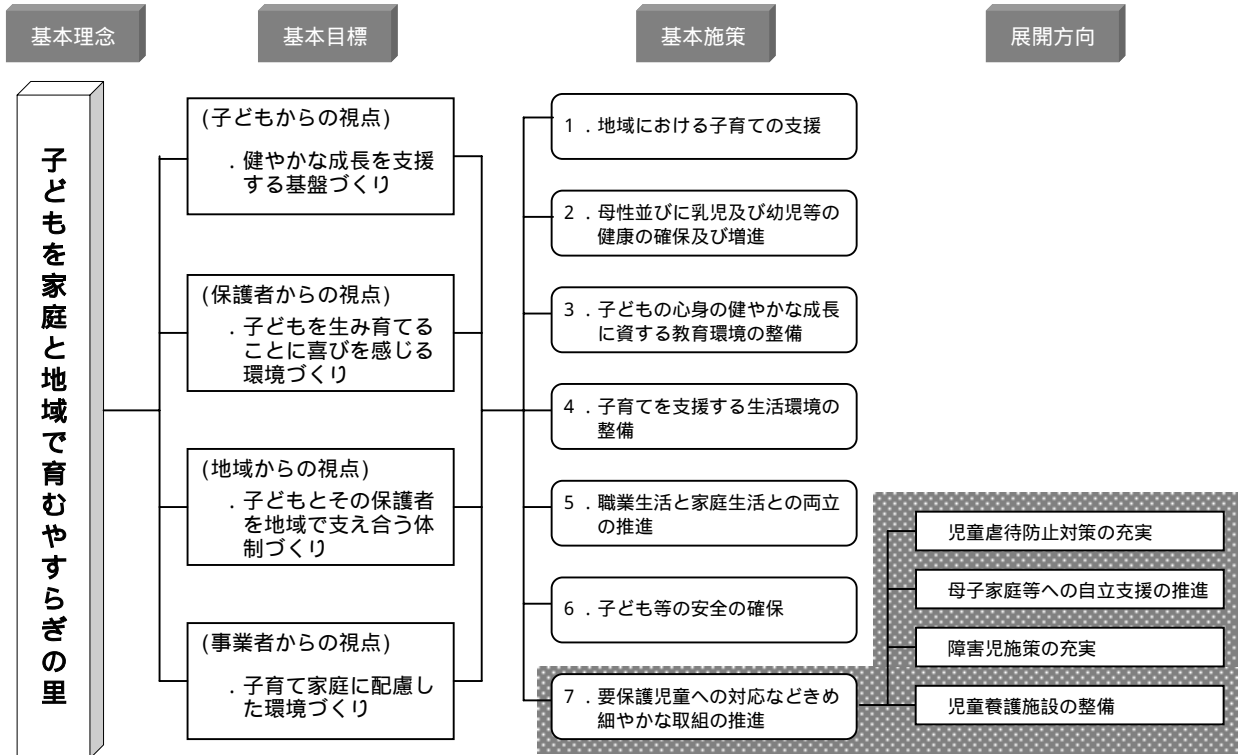 基本理念
基本目標
基本施策
展開方向
子どもを家庭と地域で育むやすらぎの里
(子どもからの視点)
．健やかな成長を支援
する基盤づくり
(保護者からの視点)
．子どもを生み育てる
ことに喜びを感じる
環境づくり
(地域からの視点)
．子どもとその保護者
を地域で支え合う体
制づくり
(事業者からの視点)
．子育て家庭に配慮し
た環境づくり
１．地域における子育ての支援
２．母性並びに乳児及び幼児等の
健康の確保及び増進
３．子どもの心身の健やかな成長
に資する教育環境の整備
４．子育てを支援する生活環境の
整備
５．職業生活と家庭生活との両立
の推進
６．子ども等の安全の確保
７．要保護児童への対応などきめ
細やかな取組の推進
児童虐待防止対策の充実
母子家庭等への自立支援の推進
障害児施策の充実
児童養護施設の整備